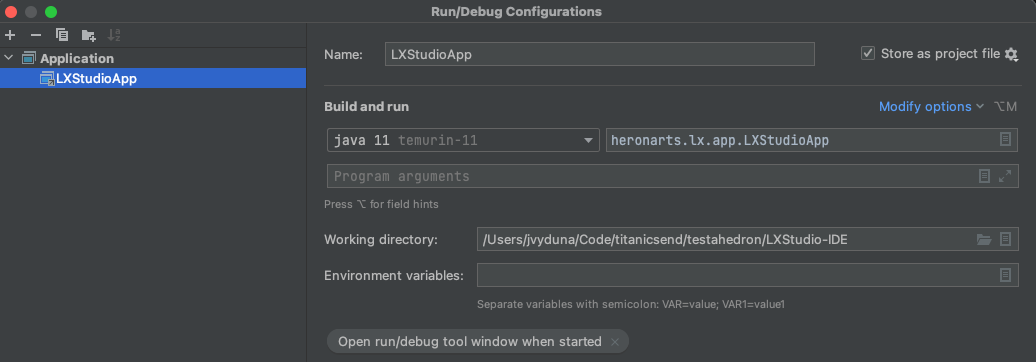 Run/Debug Configurations
Application
LXStudioApp
Name: LXStudioApp
Store as project file
Build and run
Modify options ⌥M
java 11 temurin-11
heronarts.lx.app.LXStudioApp
Program arguments
Press ⌥ for field hints
Working directory: /Users/jvyduna/Code/titanicsend/testahedron/LXStudio-IDE
Environment variables:
Separate variables with semicolon: VAR=value; VAR1=value1
Open run/debug tool window when started ×